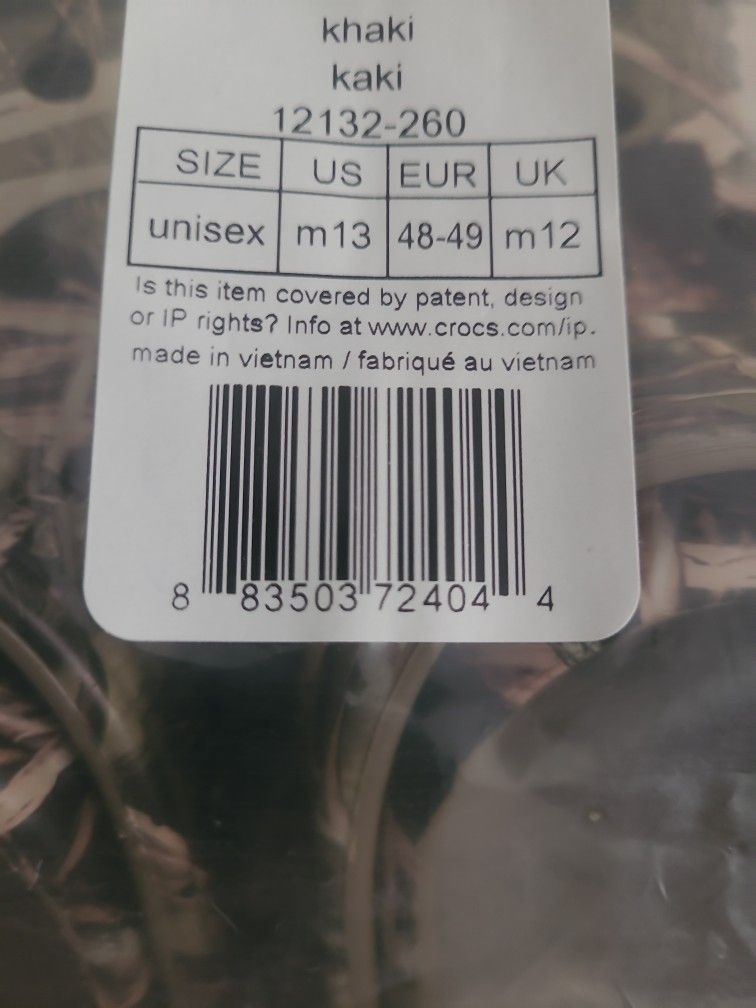 khaki
kaki
12132-260
SIZE US EUR UK
unisex m13 48-49 m12
Is this item covered by patent, design
or IP rights? Info at www.crocs.com/ip.
made in vietnam / fabriqué au vietnam
8 83503 72404 4